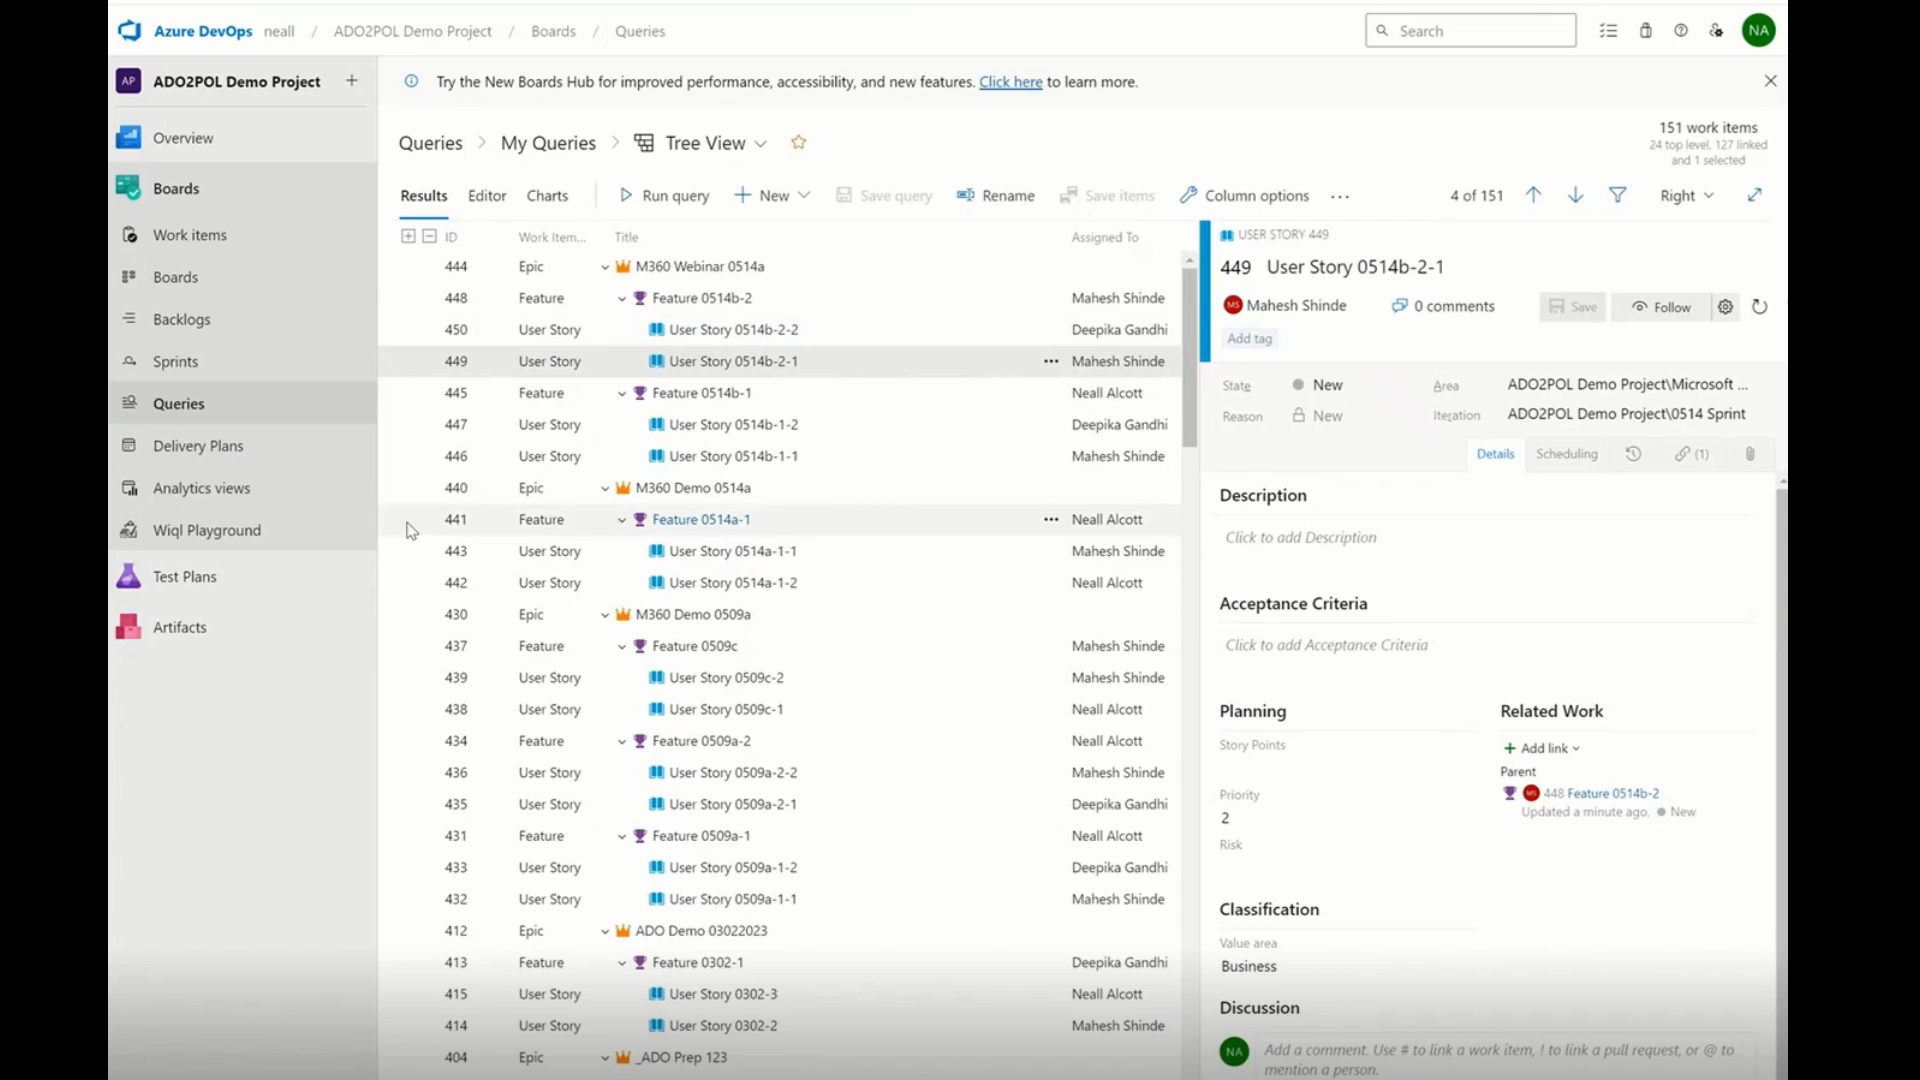 Azure DevOps neall / ADO2POL Demo Project / Boards / Queries
Search
NA
AP ADO2POL Demo Project
Try the New Boards Hub for improved performance, accessibility, and new features. Click here to learn more.
Overview
Boards
Work items
Boards
Backlogs
Sprints
Queries
Delivery Plans
Analytics views
Wiql Playground
Test Plans
Artifacts
Queries > My Queries > Tree View
151 work items
24 top level, 127 linked
and 1 selected
Results Editor Charts Run query New Save query Rename Save items Column options ... 4 of 151 Right
ID Work Item... Title Assigned To
444 Epic M360 Webinar 0514a
448 Feature Feature 0514b-2 Mahesh Shinde
450 User Story User Story 0514b-2-2 Deepika Gandhi
449 User Story User Story 0514b-2-1 ... Mahesh Shinde
445 Feature Feature 0514b-1 Neall Alcott
447 User Story User Story 0514b-1-2 Deepika Gandhi
446 User Story User Story 0514b-1-1 Mahesh Shinde
440 Epic M360 Demo 0514a
441 Feature Feature 0514a-1 ... Neall Alcott
443 User Story User Story 0514a-1-1 Mahesh Shinde
442 User Story User Story 0514a-1-2 Neall Alcott
430 Epic M360 Demo 0509a
437 Feature Feature 0509c Mahesh Shinde
439 User Story User Story 0509c-2 Mahesh Shinde
438 User Story User Story 0509c-1 Neall Alcott
434 Feature Feature 0509a-2 Neall Alcott
436 User Story User Story 0509a-2-2 Mahesh Shinde
435 User Story User Story 0509a-2-1 Deepika Gandhi
431 Feature Feature 0509a-1 Neall Alcott
433 User Story User Story 0509a-1-2 Deepika Gandhi
432 User Story User Story 0509a-1-1 Mahesh Shinde
412 Epic ADO Demo 03022023
413 Feature Feature 0302-1 Deepika Gandhi
415 User Story User Story 0302-3 Neall Alcott
414 User Story User Story 0302-2 Mahesh Shinde
404 Epic _ADO Prep 123
USER STORY 449
449 User Story 0514b-2-1
MS Mahesh Shinde 0 comments Save Follow
Add tag
State New Area ADO2POL Demo Project\Microsoft ...
Reason New Iteration ADO2POL Demo Project\0514 Sprint
Details Scheduling (1)
Description
Click to add Description
Acceptance Criteria
Click to add Acceptance Criteria
Planning
Story Points
Priority
2
Risk
Related Work
+ Add link
Parent
MS 448 Feature 0514b-2
Updated a minute ago, New
Classification
Value area
Business
Discussion
NA Add a comment. Use # to link a work item, ! to link a pull request, or @ to
mention a person.